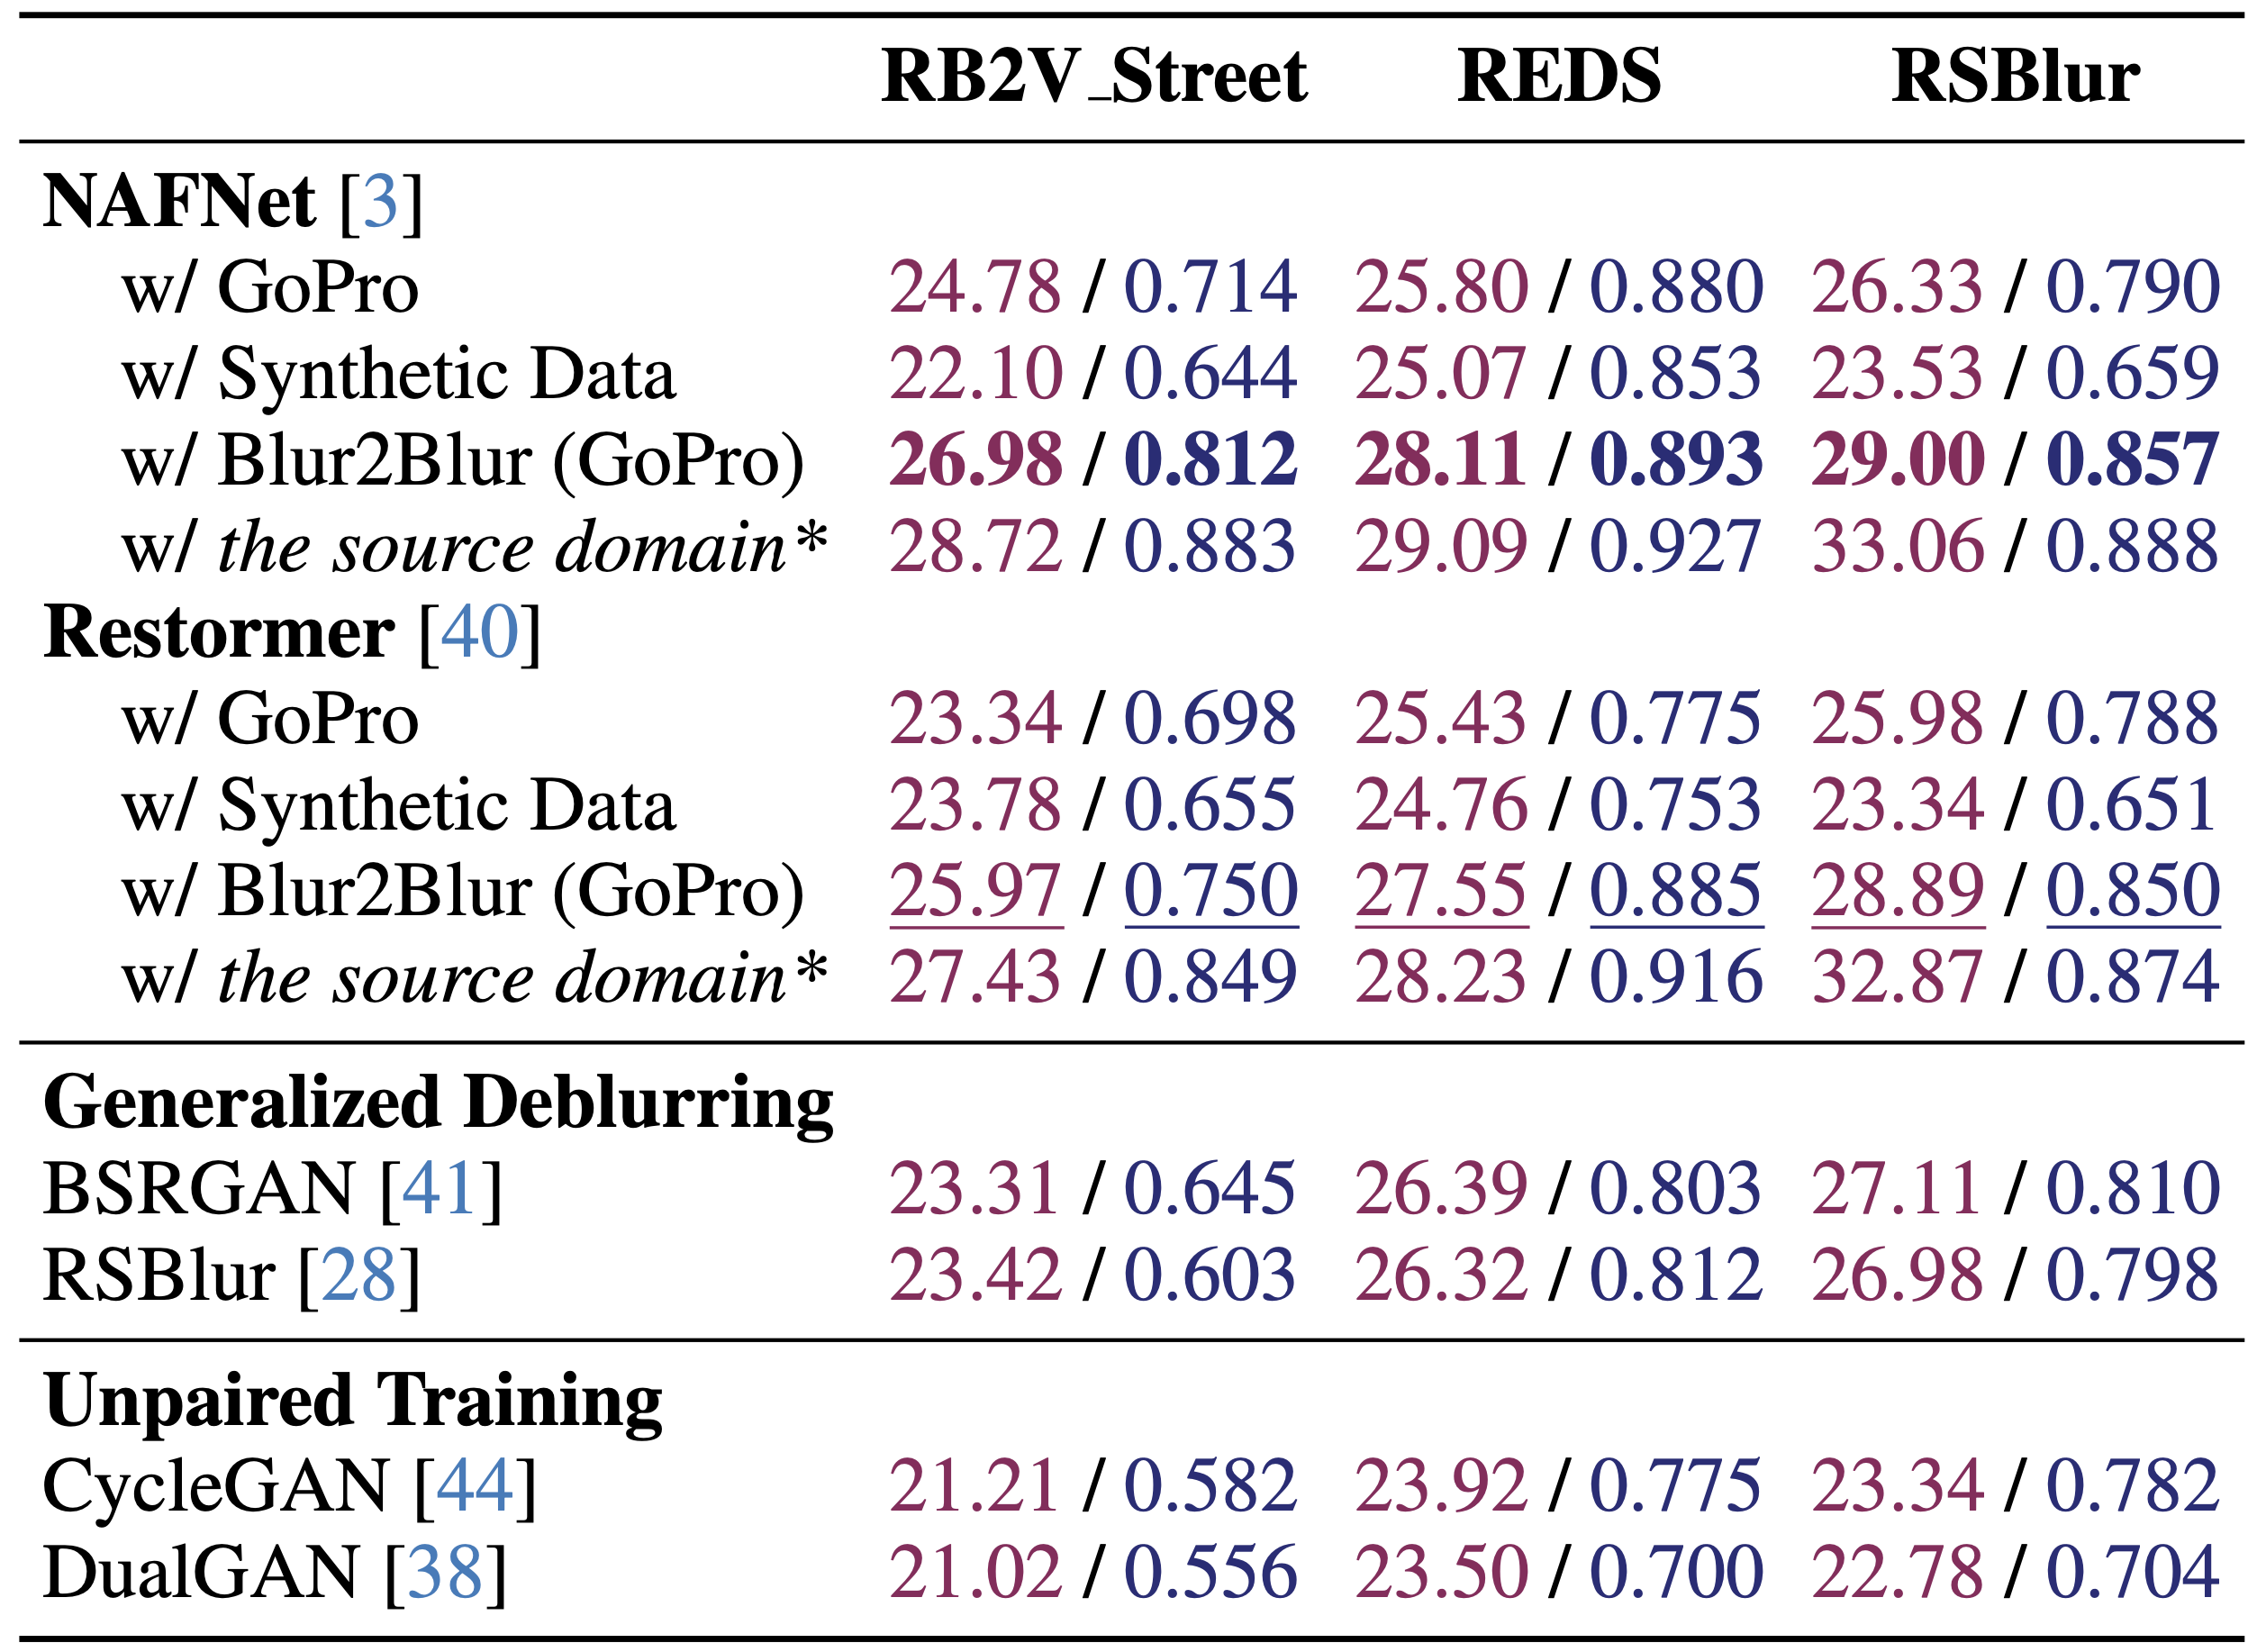 RB2V_Street REDS RSBlur
NAFNet [3]
w/ GoPro 24.78 / 0.714 25.80 / 0.880 26.33 / 0.790
w/ Synthetic Data 22.10 / 0.644 25.07 / 0.853 23.53 / 0.659
w/ Blur2Blur (GoPro) 26.98 / 0.812 28.11 / 0.893 29.00 / 0.857
w/ the source domain* 28.72 / 0.883 29.09 / 0.927 33.06 / 0.888
Restormer [40]
w/ GoPro 23.34 / 0.698 25.43 / 0.775 25.98 / 0.788
w/ Synthetic Data 23.78 / 0.655 24.76 / 0.753 23.34 / 0.651
w/ Blur2Blur (GoPro) 25.97 / 0.750 27.55 / 0.885 28.89 / 0.850
w/ the source domain* 27.43 / 0.849 28.23 / 0.916 32.87 / 0.874
Generalized Deblurring
BSRGAN [41] 23.31 / 0.645 26.39 / 0.803 27.11 / 0.810
RSBlur [28] 23.42 / 0.603 26.32 / 0.812 26.98 / 0.798
Unpaired Training
CycleGAN [44] 21.21 / 0.582 23.92 / 0.775 23.34 / 0.782
DualGAN [38] 21.02 / 0.556 23.50 / 0.700 22.78 / 0.704